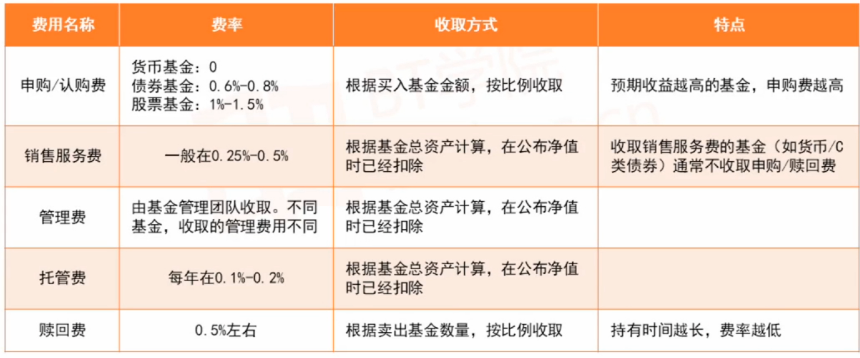 费用名称 费率 收取方式 特点
货币基金：0
申购/认购费 债券基金：0.6%-0.8% 根据买入基金金额，按比例收取 预期收益越高的基金，申购费越高
股票基金：1%-1.5%
销售服务费 一般在0.25%-0.5% 根据基金总资产计算，在公布净值 收取销售服务费的基金（如货币/C
时已经扣除 类债券）通常不收取申购/赎回费
管理费 由基金管理团队收取。不同 根据基金总资产计算，在公布净值
基金，收取的管理费用不同 时已经扣除
托管费 每年在0.1%-0.2% 根据基金总资产计算，在公布净值
时已经扣除
赎回费 0.5%左右 根据卖出基金数量，按比例收取 持有时间越长，费率越低